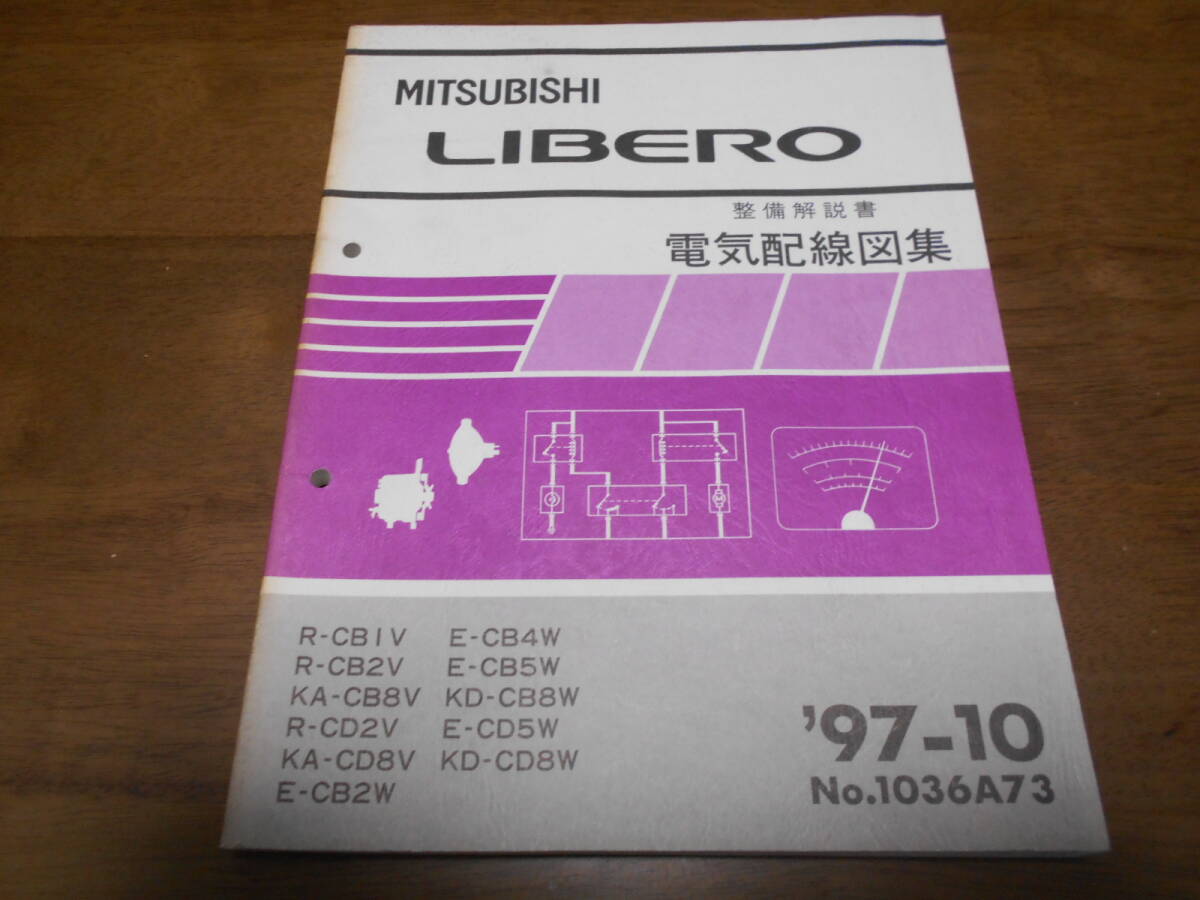 MITSUBISHI
LIBERO
整備解説書
電気配線図集
M
R-CB1V E-CB4W
R-CB2V E-CB5W
KA-CB8V KD-CB8W
R-CD2V E-CD5W
KA-CD8V KD-CD8W
E-CB2W
'97-10
No.1036A73